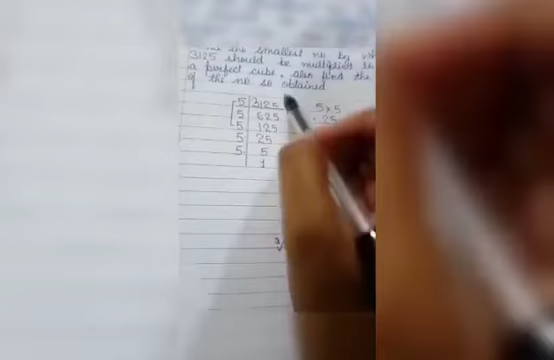 the smallest no by
3125 should be multiplied
a perfect cube. also find the
of the no so obtained
5 | 3125
5 | 625
5 | 125
5 | 25
5 | 5
1
5 x 5
25
3√